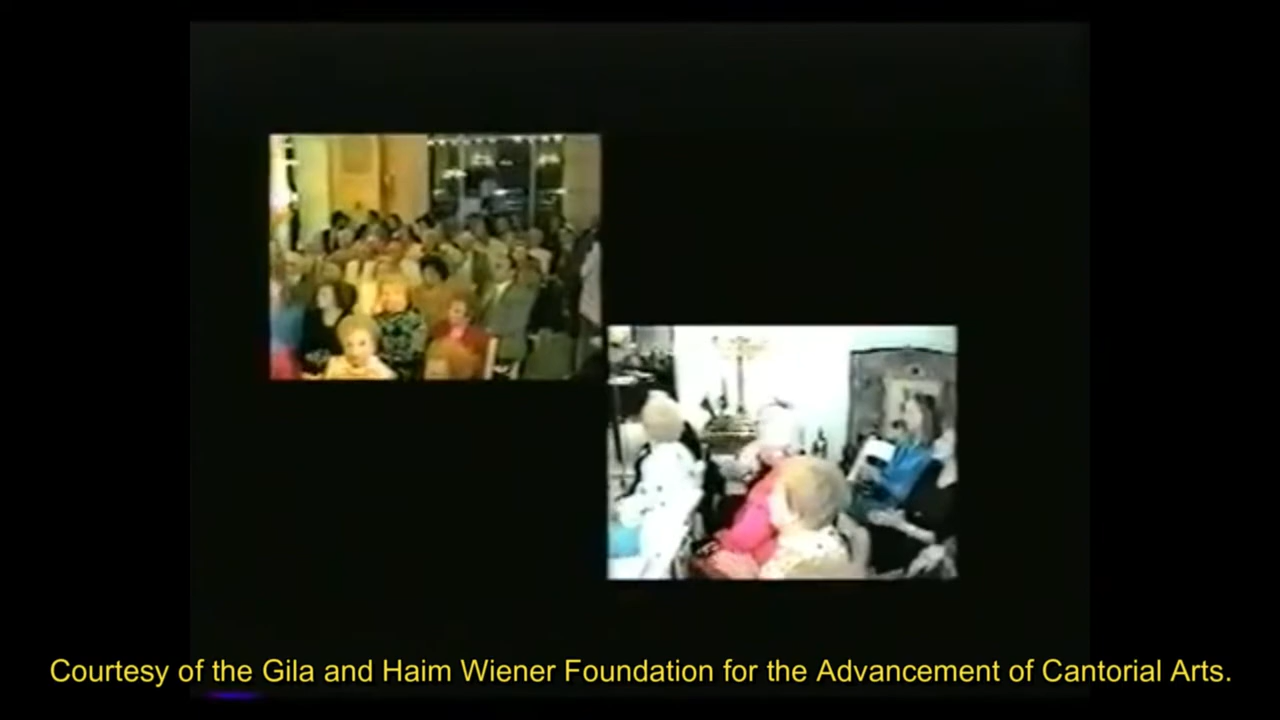 Courtesy of the Gila and Haim Wiener Foundation for the Advancement of Cantorial Arts.